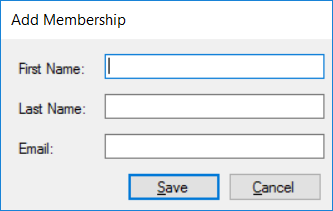 Add Membership
First Name:
Last Name:
Email:
Save Cancel